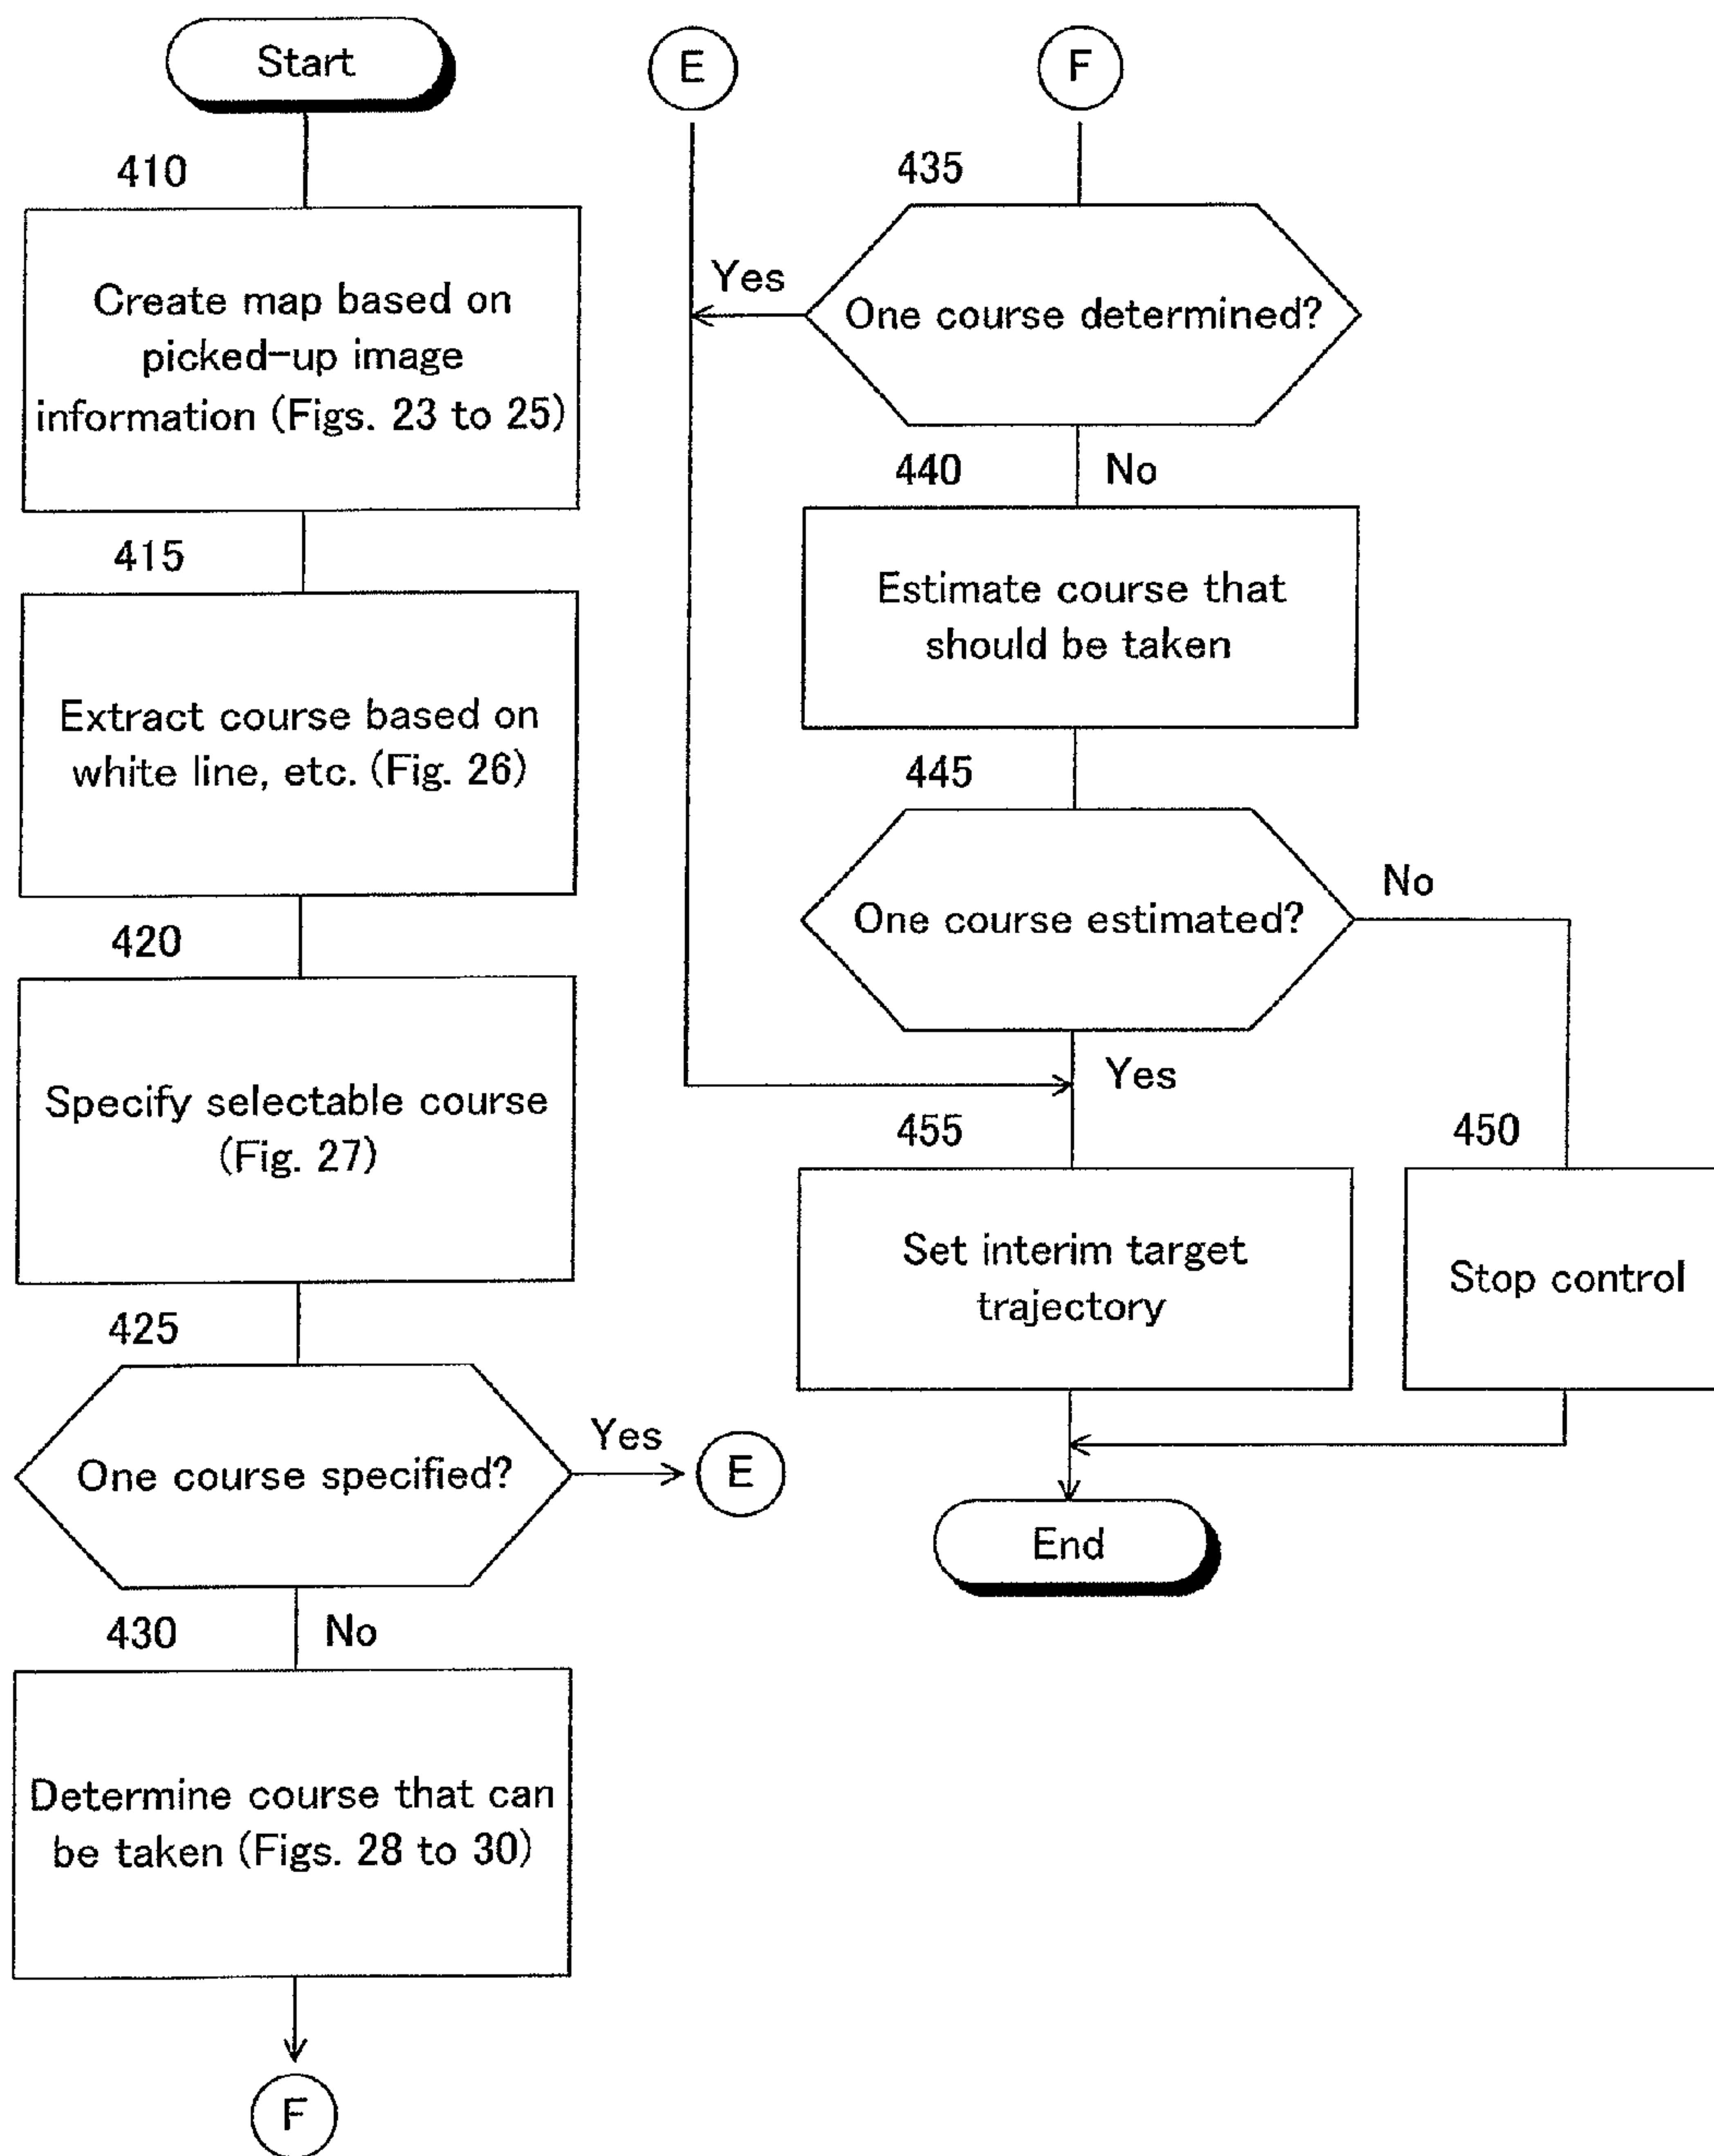 Start
410
Create map based on
picked-up image
information (Figs. 23 to 25)
415
Extract course based on
white line, etc. (Fig. 26)
420
Specify selectable course
(Fig. 27)
425
One course specified?
Yes
E
430
No
Determine course that can
be taken (Figs. 28 to 30)
F
E
F
435
Yes
One course determined?
440
No
Estimate course that
should be taken
445
One course estimated?
No
Yes
455
Set interim target
trajectory
450
Stop control
End